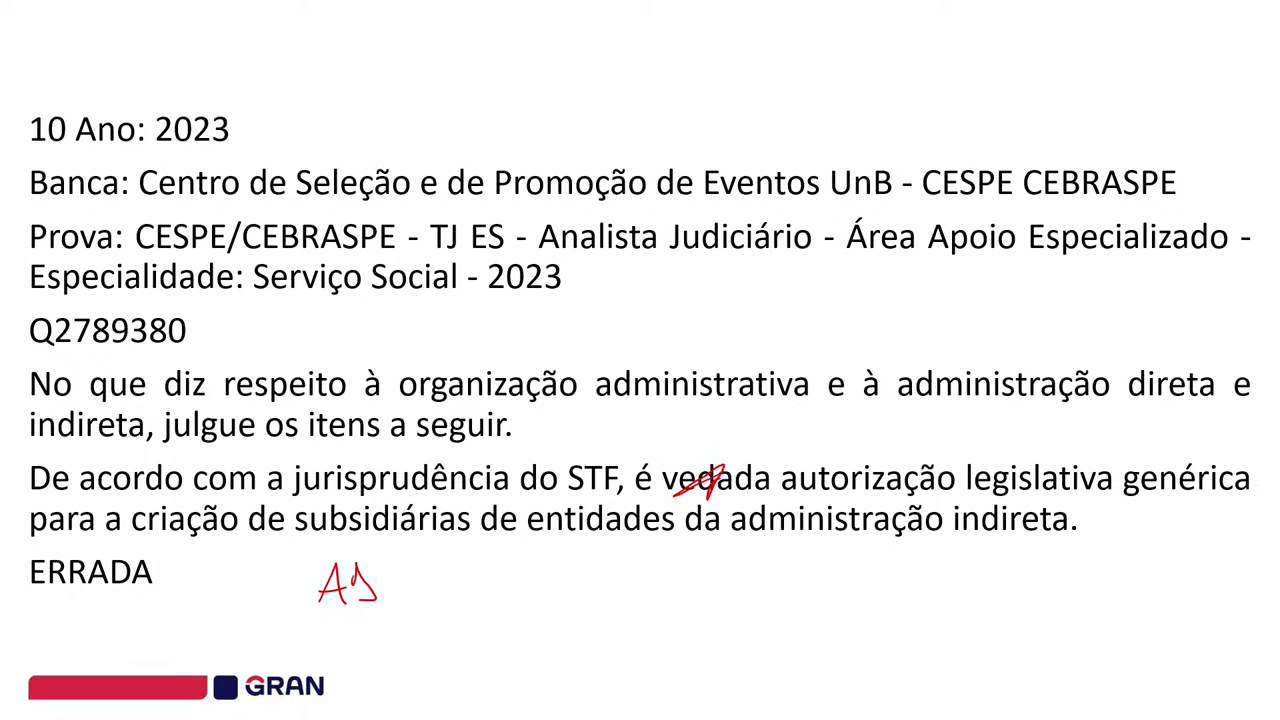 10 Ano: 2023
Banca: Centro de Seleção e de Promoção de Eventos UnB - CESPE CEBRASPE
Prova: CESPE/CEBRASPE - TJ ES - Analista Judiciário - Área Apoio Especializado -
Especialidade: Serviço Social - 2023
Q2789380
No que diz respeito à organização administrativa e à administração direta e
indireta, julgue os itens a seguir.
De acordo com a jurisprudência do STF, é vedada autorização legislativa genérica
para a criação de subsidiárias de entidades da administração indireta.
ERRADA
GRAN